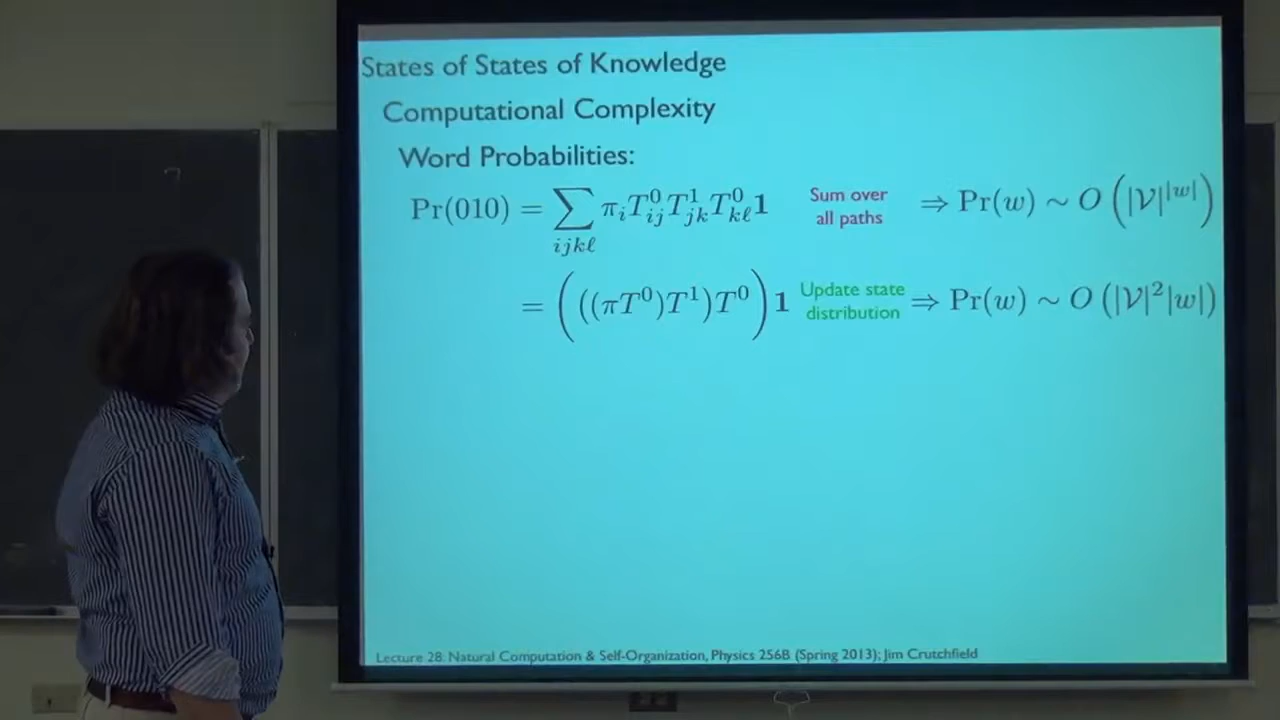 States of States of Knowledge
Computational Complexity
Word Probabilities:
Pr(010) = ∑_{ijkℓ} π_i T^0_{ij} T^1_{jk} T^0_{kℓ} 1 Sum over all paths ⇒ Pr(w) ∼ O(|𝒱|^{|w|})
= (((πT^0)T^1)T^0) 1 Update state distribution ⇒ Pr(w) ∼ O(|𝒱|^2|w|)
Lecture 28: Natural Computation & Self-Organization, Physics 256B (Spring 2013); Jim Crutchfield